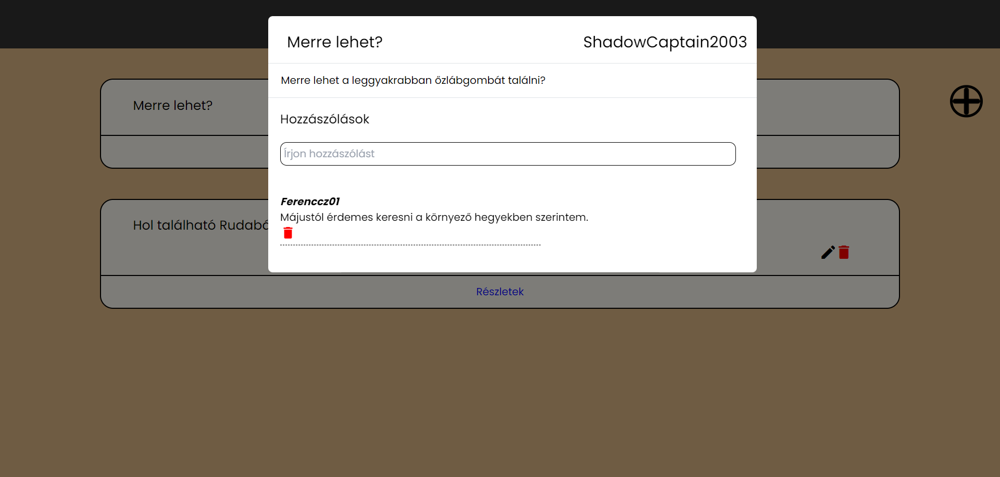 Merre lehet?
ShadowCaptain2003
Merre lehet a leggyakrabban őzlábgombát találni?
Hozzászólások
Írjon hozzászólást
Ferenccz01
Májustól érdemes keresni a környező hegyekben szerintem.
Merre lehet?
Hol található
Részletek